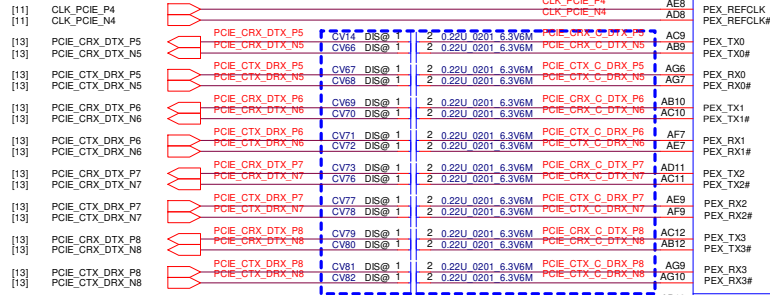 [11] CLK_PCIE_P4 CLK_PCIE_P4 AE8 PEX_REFCLK
[11] CLK_PCIE_N4 CLK_PCIE_N4 AD8 PEX_REFCLK#
[13] PCIE_CRX_DTX_P5 PCIE_CRX_DTX_P5 CV14 DIS@ 1 2 0.22U_0201_6.3V6M PCIE_CRX_C_DTX_P5 AC9 PEX_TX0
[13] PCIE_CRX_DTX_N5 PCIE_CRX_DTX_N5 CV66 DIS@ 1 2 0.22U_0201_6.3V6M PCIE_CRX_C_DTX_N5 AB9 PEX_TX0#
[13] PCIE_CTX_DRX_P5 PCIE_CTX_DRX_P5 CV67 DIS@ 1 2 0.22U_0201_6.3V6M PCIE_CTX_C_DRX_P5 AG6 PEX_RX0
[13] PCIE_CTX_DRX_N5 PCIE_CTX_DRX_N5 CV68 DIS@ 1 2 0.22U_0201_6.3V6M PCIE_CTX_C_DRX_N5 AG7 PEX_RX0#
[13] PCIE_CRX_DTX_P6 PCIE_CRX_DTX_P6 CV69 DIS@ 1 2 0.22U_0201_6.3V6M PCIE_CRX_C_DTX_P6 AB10 PEX_TX1
[13] PCIE_CRX_DTX_N6 PCIE_CRX_DTX_N6 CV70 DIS@ 1 2 0.22U_0201_6.3V6M PCIE_CRX_C_DTX_N6 AC10 PEX_TX1#
[13] PCIE_CTX_DRX_P6 PCIE_CTX_DRX_P6 CV71 DIS@ 1 2 0.22U_0201_6.3V6M PCIE_CTX_C_DRX_P6 AF7 PEX_RX1
[13] PCIE_CTX_DRX_N6 PCIE_CTX_DRX_N6 CV72 DIS@ 1 2 0.22U_0201_6.3V6M PCIE_CTX_C_DRX_N6 AE7 PEX_RX1#
[13] PCIE_CRX_DTX_P7 PCIE_CRX_DTX_P7 CV73 DIS@ 1 2 0.22U_0201_6.3V6M PCIE_CRX_C_DTX_P7 AD11 PEX_TX2
[13] PCIE_CRX_DTX_N7 PCIE_CRX_DTX_N7 CV76 DIS@ 1 2 0.22U_0201_6.3V6M PCIE_CRX_C_DTX_N7 AC11 PEX_TX2#
[13] PCIE_CTX_DRX_P7 PCIE_CTX_DRX_P7 CV77 DIS@ 1 2 0.22U_0201_6.3V6M PCIE_CTX_C_DRX_P7 AE9 PEX_RX2
[13] PCIE_CTX_DRX_N7 PCIE_CTX_DRX_N7 CV78 DIS@ 1 2 0.22U_0201_6.3V6M PCIE_CTX_C_DRX_N7 AF9 PEX_RX2#
[13] PCIE_CRX_DTX_P8 PCIE_CRX_DTX_P8 CV79 DIS@ 1 2 0.22U_0201_6.3V6M PCIE_CRX_C_DTX_P8 AC12 PEX_TX3
[13] PCIE_CRX_DTX_N8 PCIE_CRX_DTX_N8 CV80 DIS@ 1 2 0.22U_0201_6.3V6M PCIE_CRX_C_DTX_N8 AB12 PEX_TX3#
[13] PCIE_CTX_DRX_P8 PCIE_CTX_DRX_P8 CV81 DIS@ 1 2 0.22U_0201_6.3V6M PCIE_CTX_C_DRX_P8 AG9 PEX_RX3
[13] PCIE_CTX_DRX_N8 PCIE_CTX_DRX_N8 CV82 DIS@ 1 2 0.22U_0201_6.3V6M PCIE_CTX_C_DRX_N8 AG10 PEX_RX3#